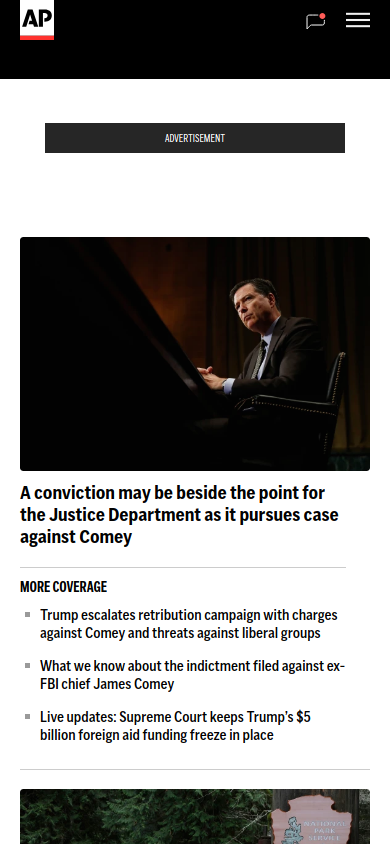 AP
ADVERTISEMENT
A conviction may be beside the point for
the Justice Department as it pursues case
against Comey
MORE COVERAGE
Trump escalates retribution campaign with charges
against Comey and threats against liberal groups
What we know about the indictment filed against ex-
FBI chief James Comey
Live updates: Supreme Court keeps Trump's $5
billion foreign aid funding freeze in place
NATIONAL
PARK
SERVICE